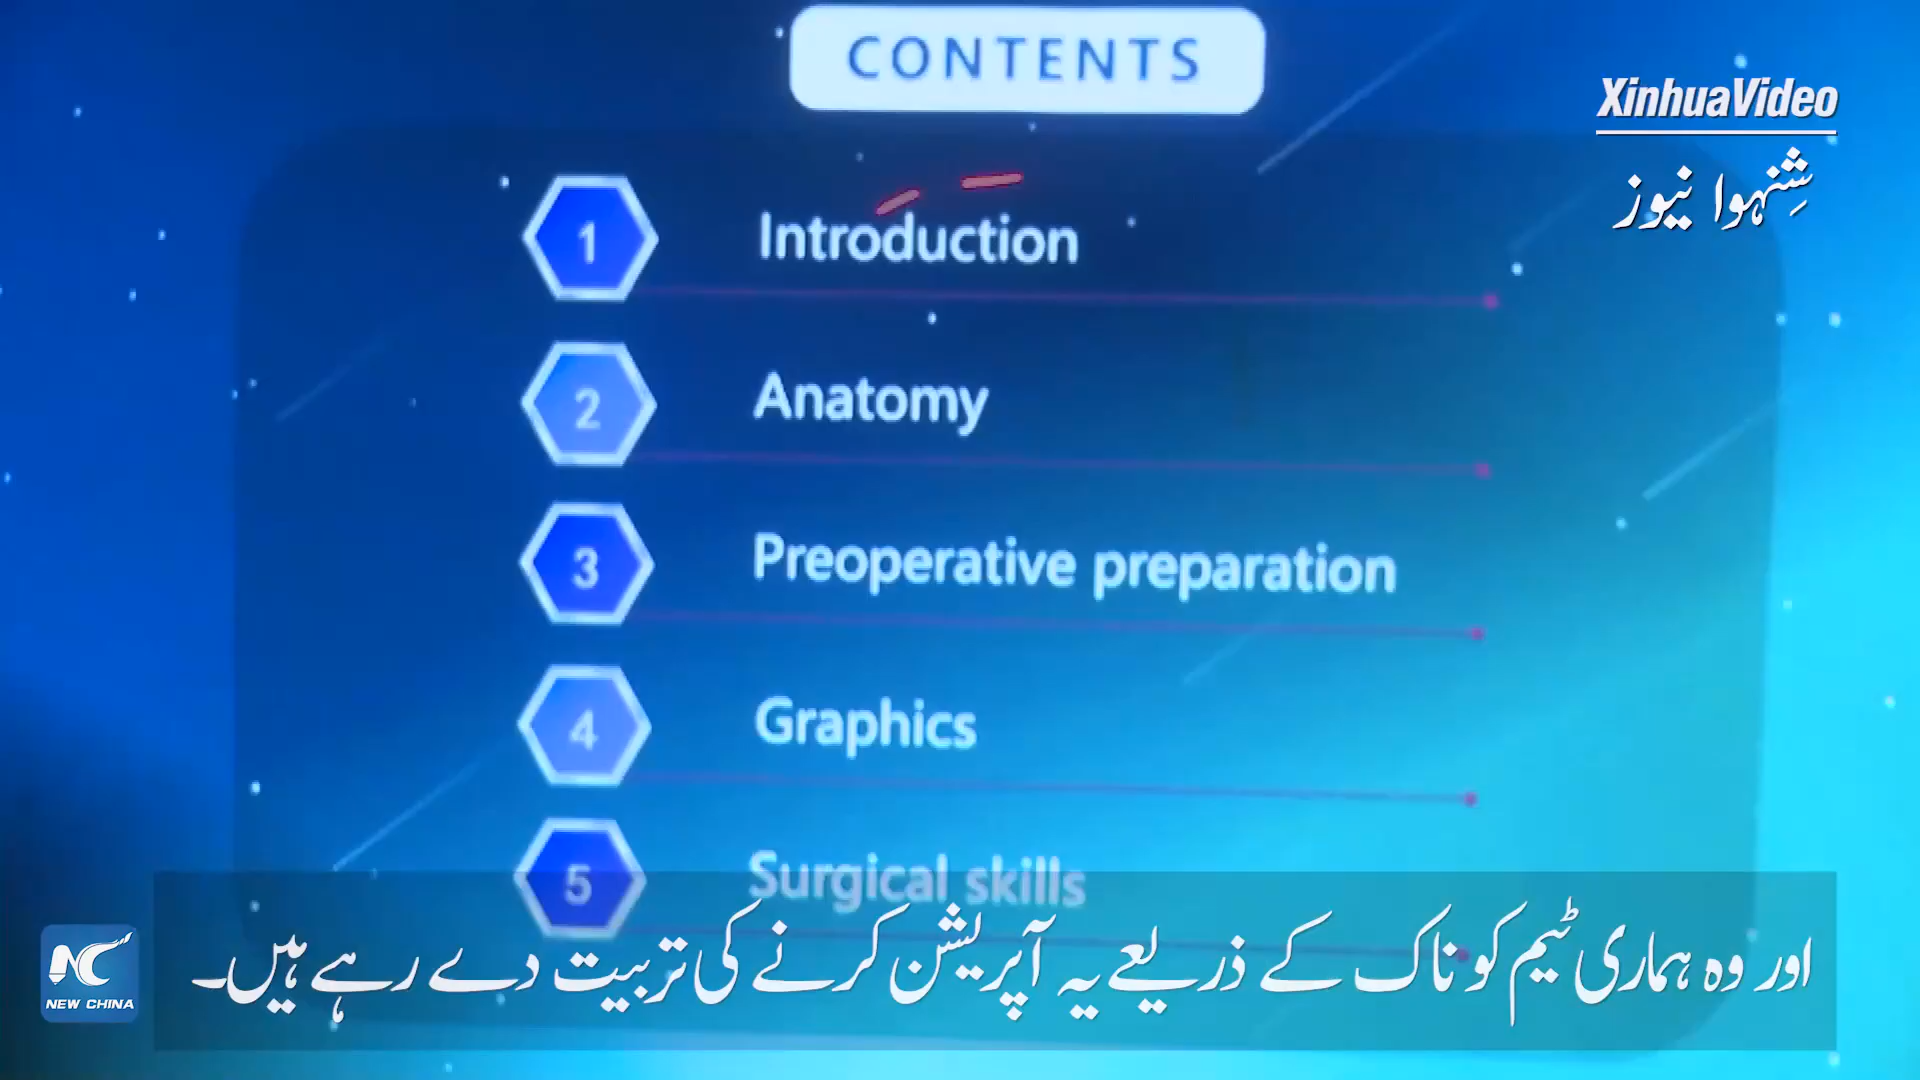 CONTENTS
XinhuaVideo
شِنہوا نیوز
1 Introduction
2 Anatomy
3 Preoperative preparation
4 Graphics
5 Surgical skills
اور وہ ہماری ٹیم کو ناک کے ذریعے یہ آپریشن کرنے کی تربیت دے رہے ہیں۔
NC
NEW CHINA